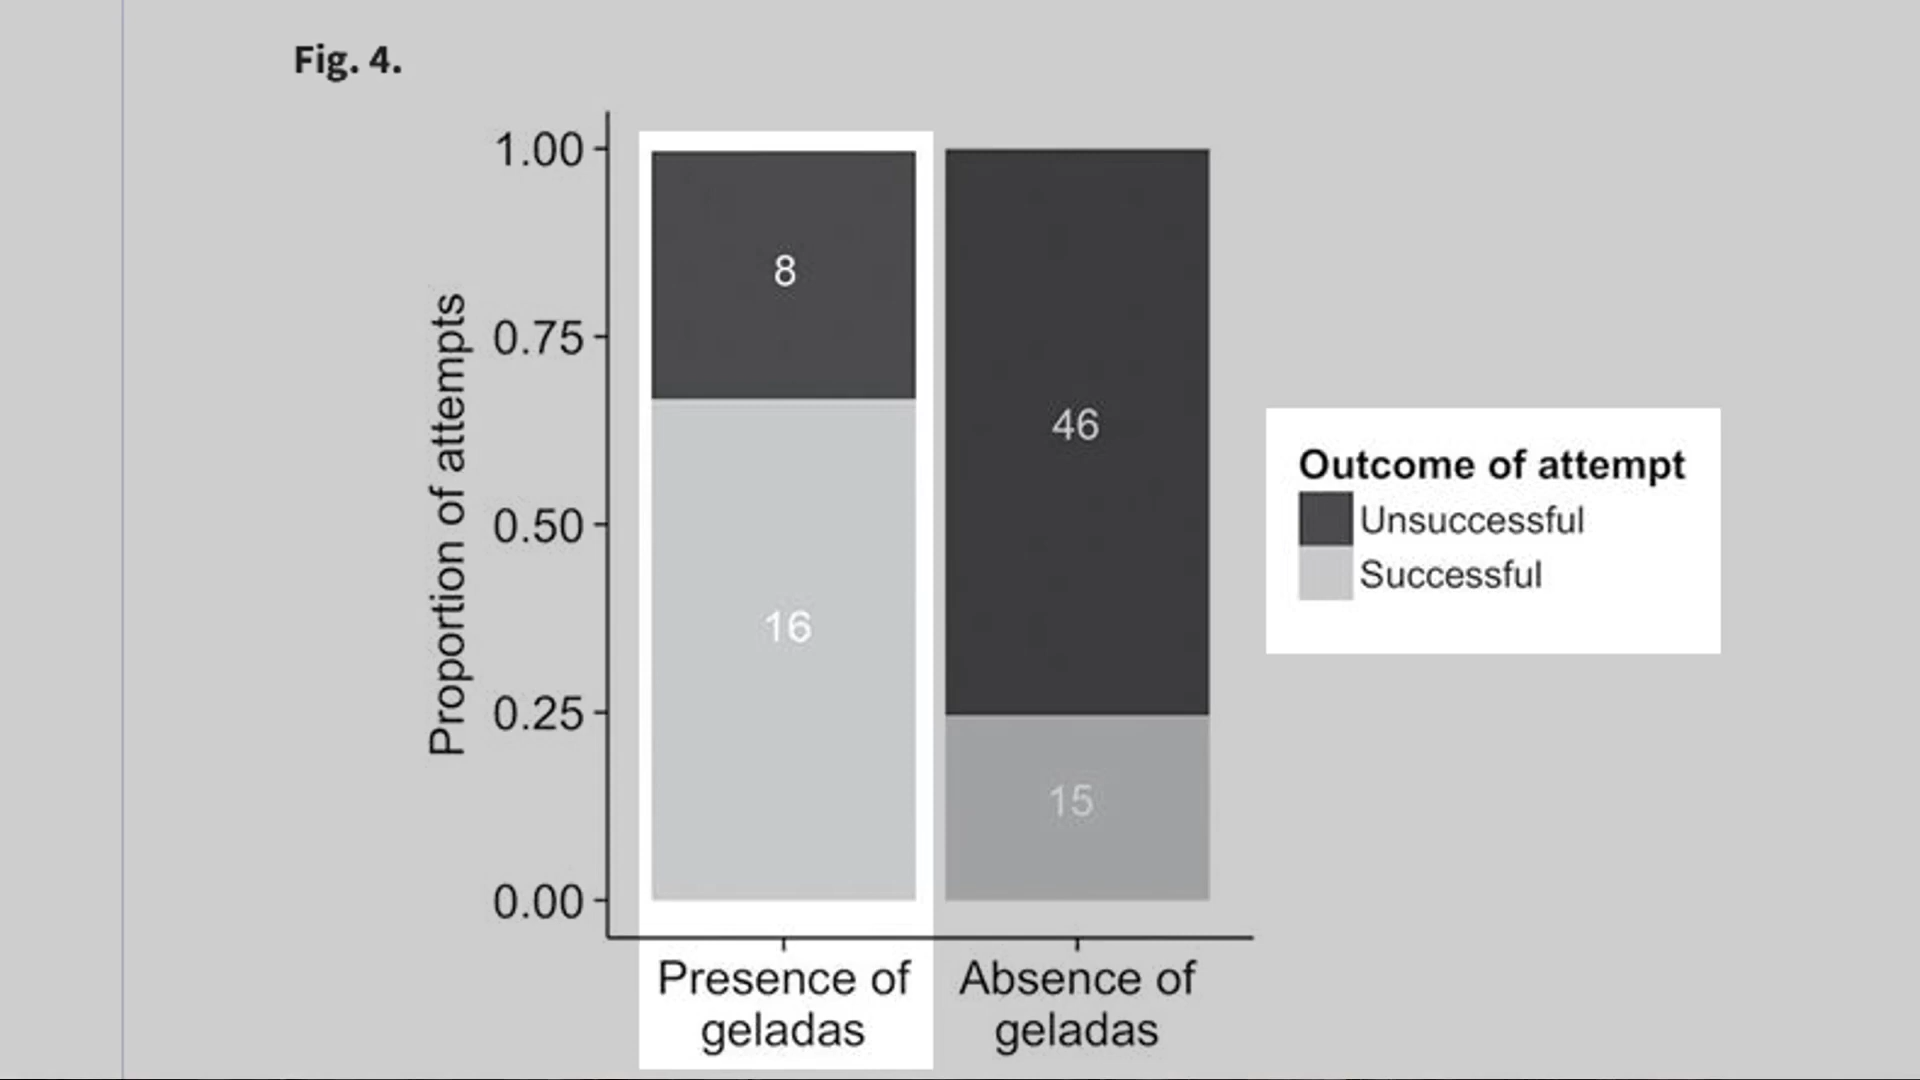 Fig. 4.
Proportion of attempts
1.00
0.75
0.50
0.25
0.00
8
16
46
15
Presence of
geladas
Absence of
geladas
Outcome of attempt
Unsuccessful
Successful